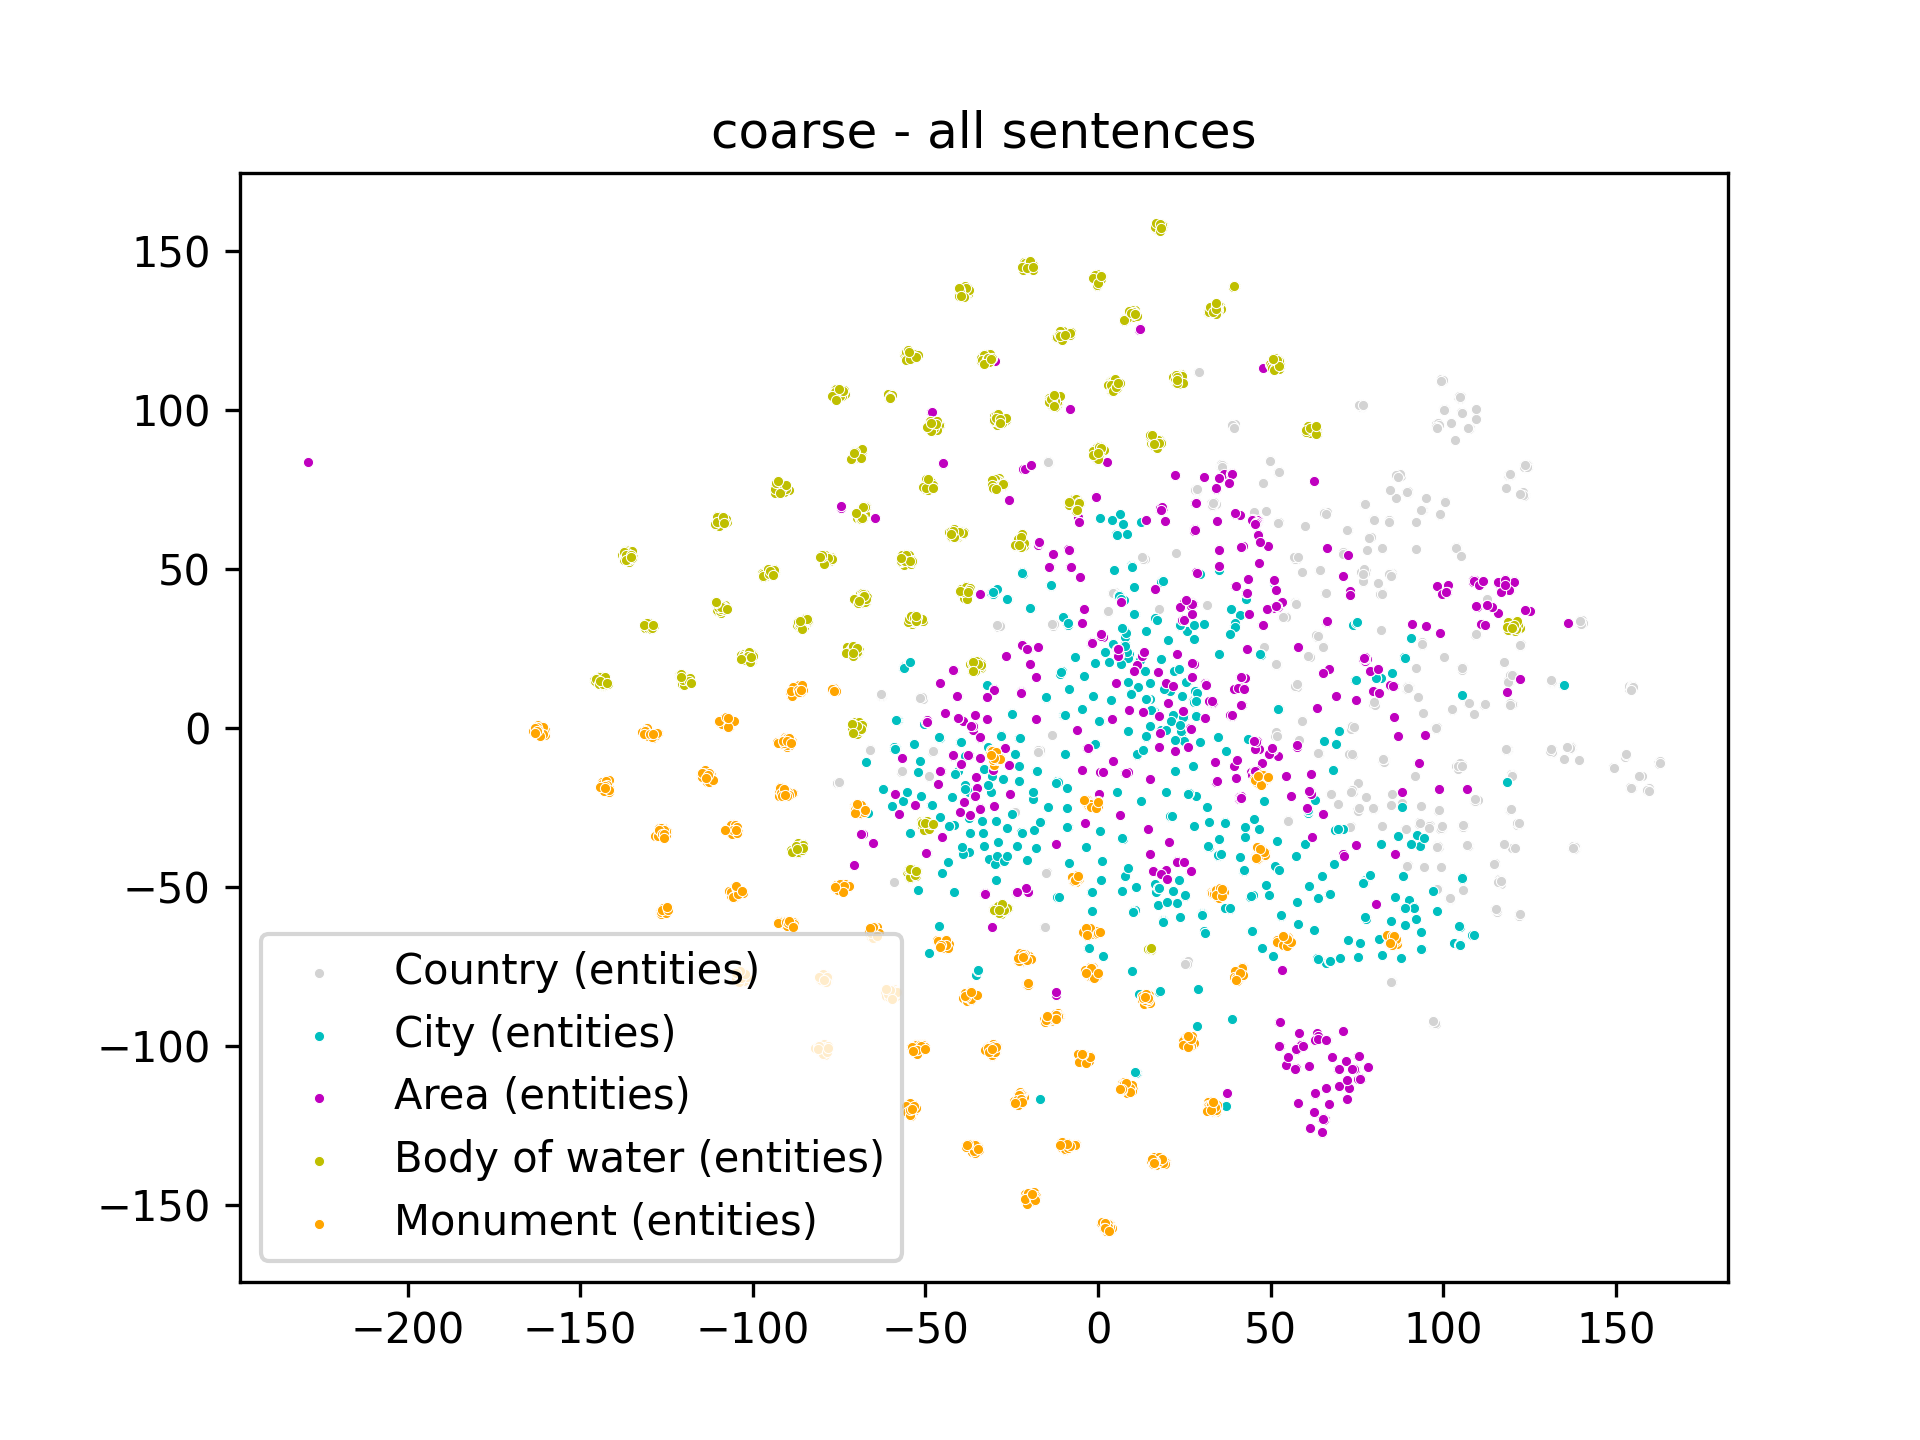 coarse - all sentences
150
100
50
0
−50
−100
−150
Country (entities)
City (entities)
Area (entities)
Body of water (entities)
Monument (entities)
−200 −150 −100 −50 0 50 100 150